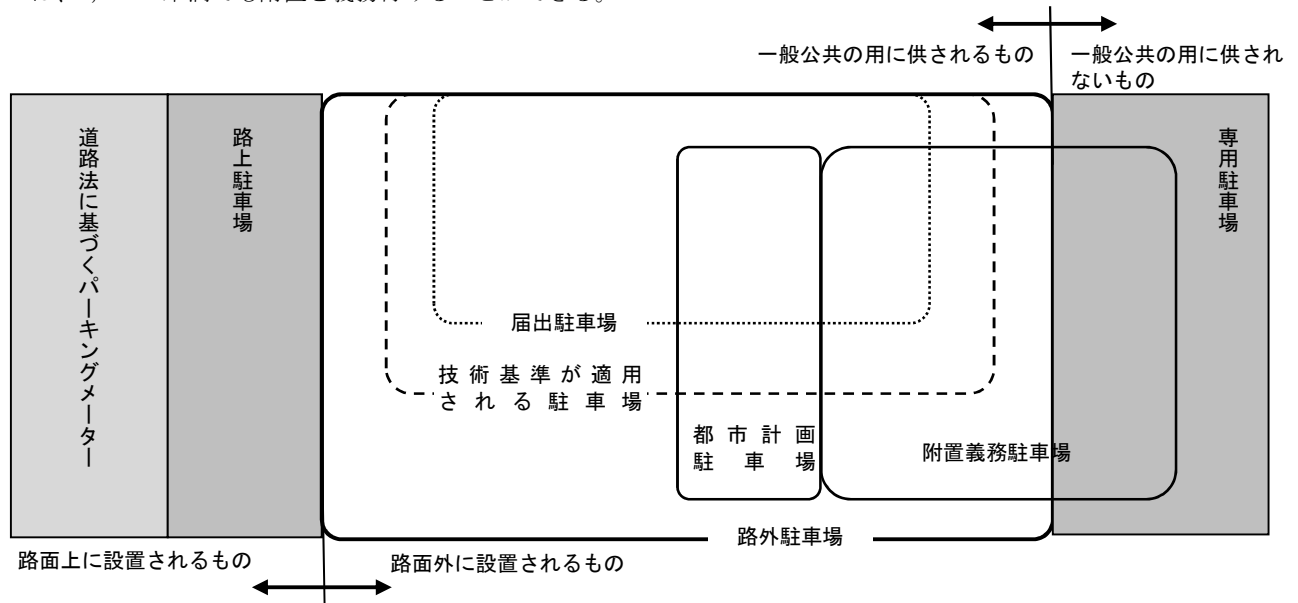 一般公共の用に供されるもの
一般公共の用に供され
ないもの
道路法に基づくパーキングメーター
路上駐車場
専用駐車場
届出駐車場
技術基準が適用
される駐車場
都市計画
駐車場
附置義務駐車場
路外駐車場
路面上に設置されるもの
路面外に設置されるもの